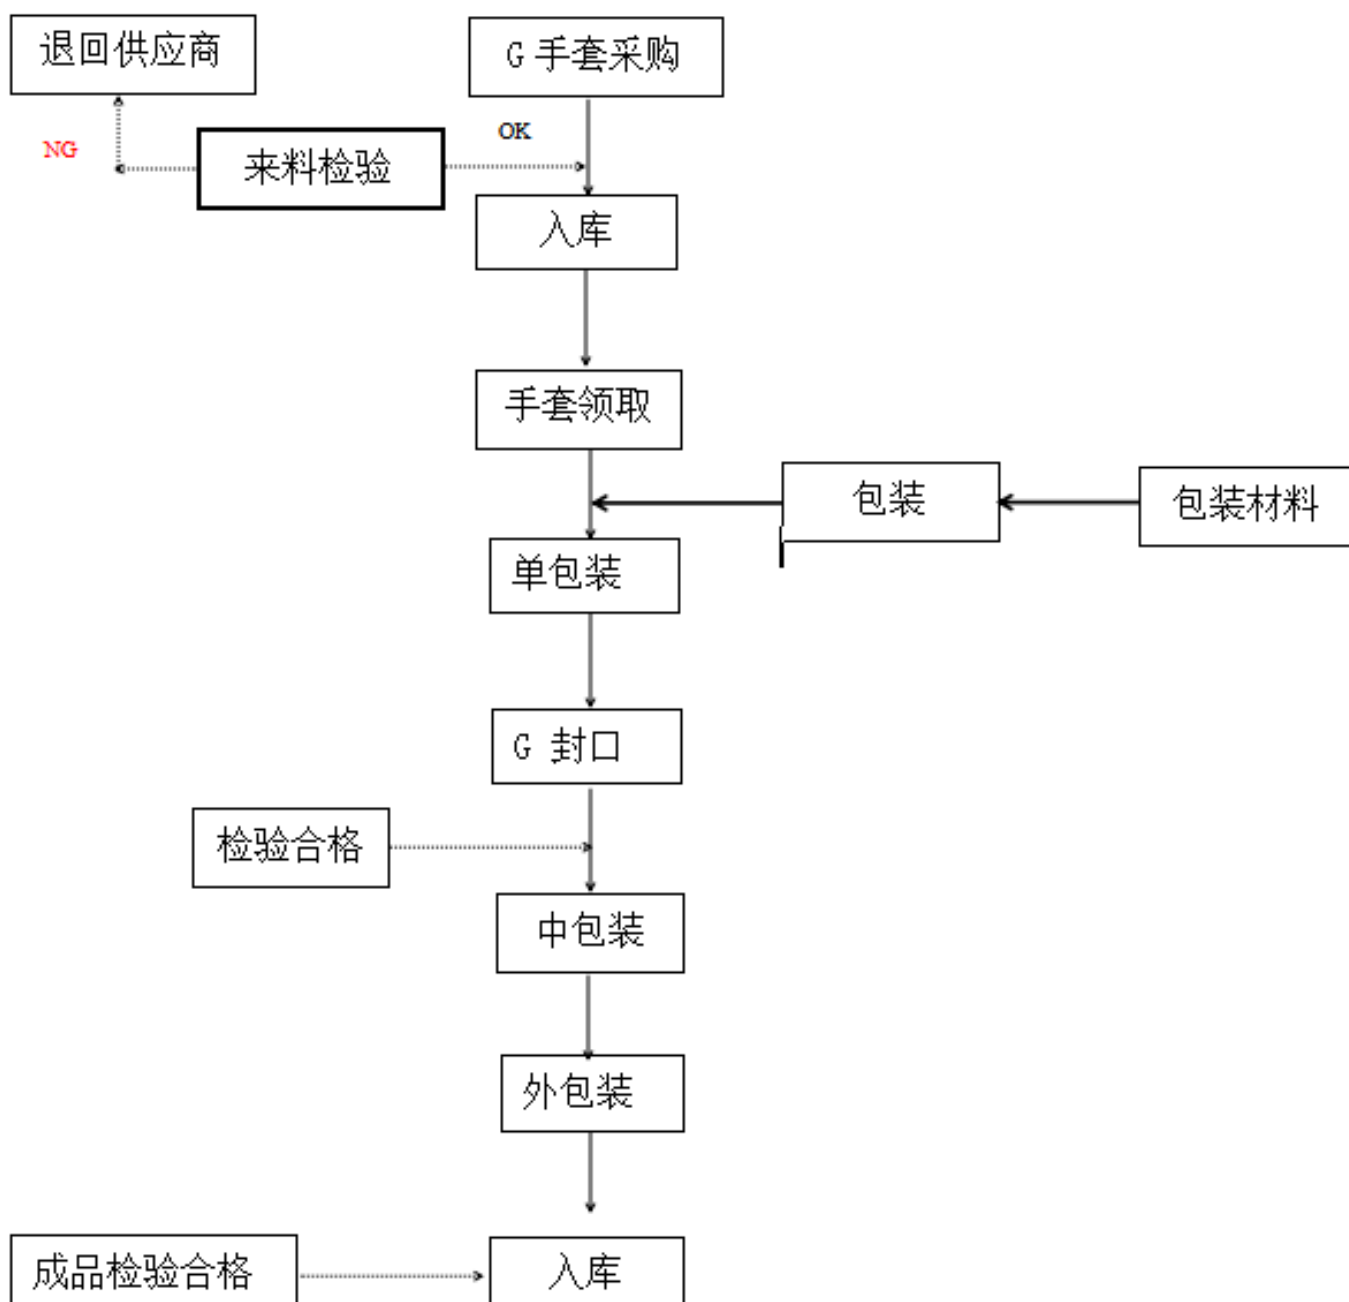 退回供应商
G 手套采购
NG
OK
来料检验
入库
手套领取
包装
包装材料
单包装
G 封口
检验合格
中包装
外包装
成品检验合格
入库